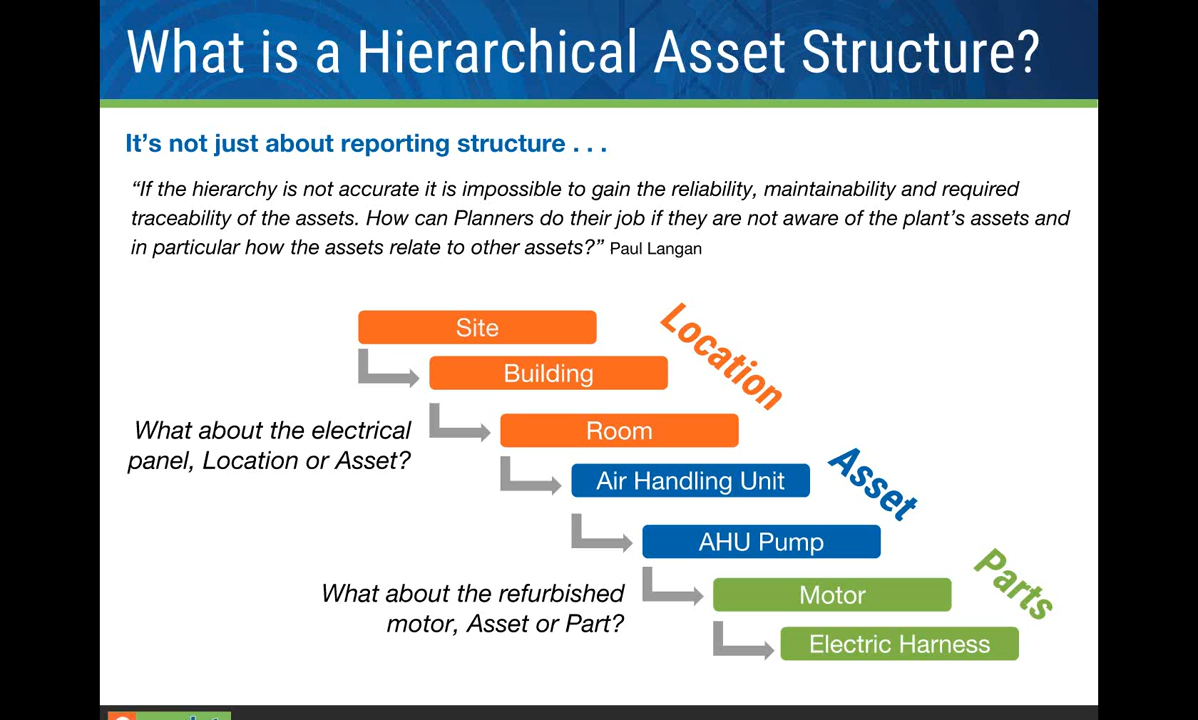 What is a Hierarchical Asset Structure?
It’s not just about reporting structure . . .
“If the hierarchy is not accurate it is impossible to gain the reliability, maintainability and required
traceability of the assets. How can Planners do their job if they are not aware of the plant’s assets and
in particular how the assets relate to other assets?” Paul Langan
Site
Location
Building
What about the electrical
panel, Location or Asset?
Room
Air Handling Unit
Asset
AHU Pump
What about the refurbished
motor, Asset or Part?
Motor
Parts
Electric Harness